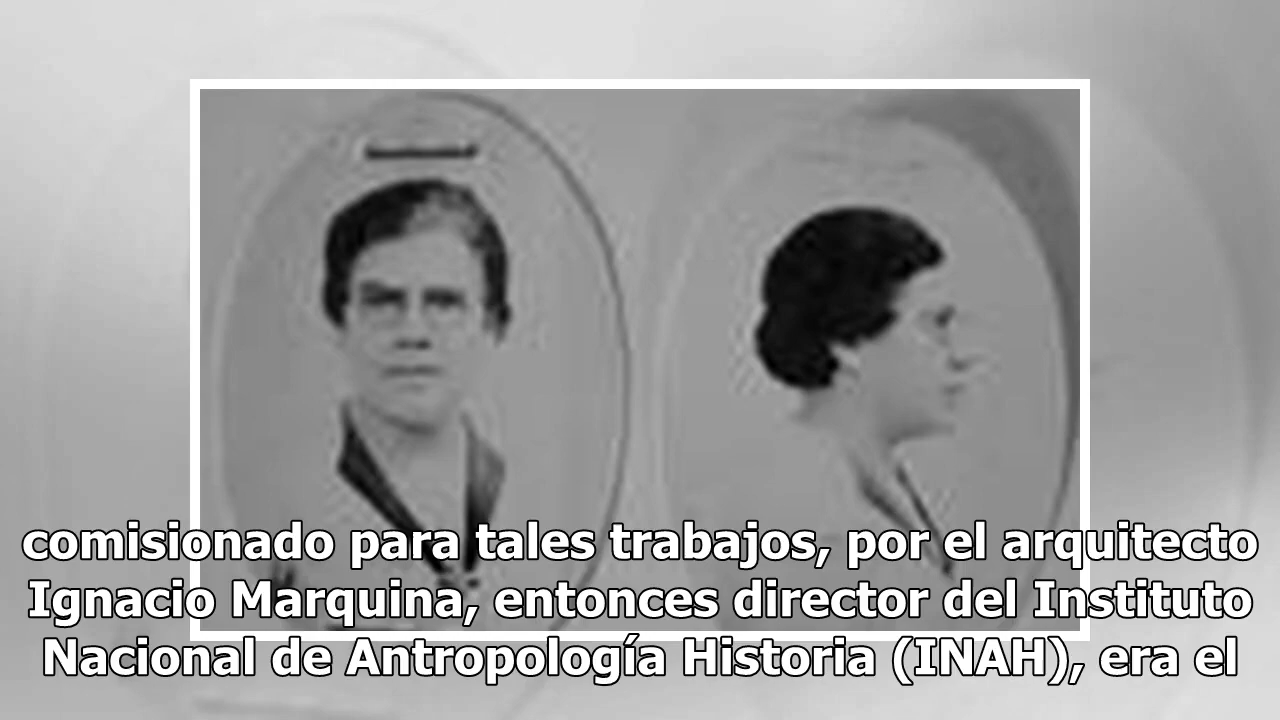 comisionado para tales trabajos, por el arquitecto
Ignacio Marquina, entonces director del Instituto
Nacional de Antropología Historia (INAH), era el